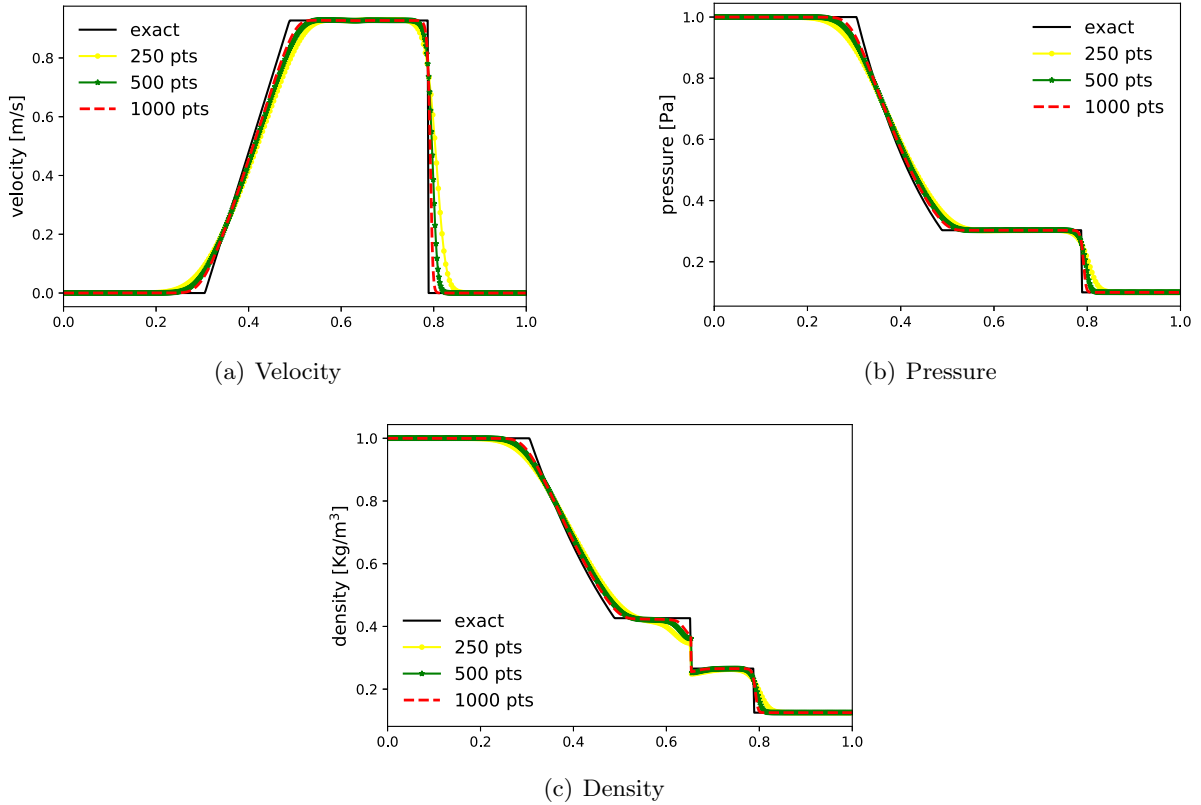 exact
250 pts
500 pts
1000 pts
velocity [m/s]
0.8
0.6
0.4
0.2
0.0
0.0 0.2 0.4 0.6 0.8 1.0
(a) Velocity
exact
250 pts
500 pts
1000 pts
pressure [Pa]
1.0
0.8
0.6
0.4
0.2
0.0 0.2 0.4 0.6 0.8 1.0
(b) Pressure
exact
250 pts
500 pts
1000 pts
density [Kg/m³]
1.0
0.8
0.6
0.4
0.2
0.0 0.2 0.4 0.6 0.8 1.0
(c) Density